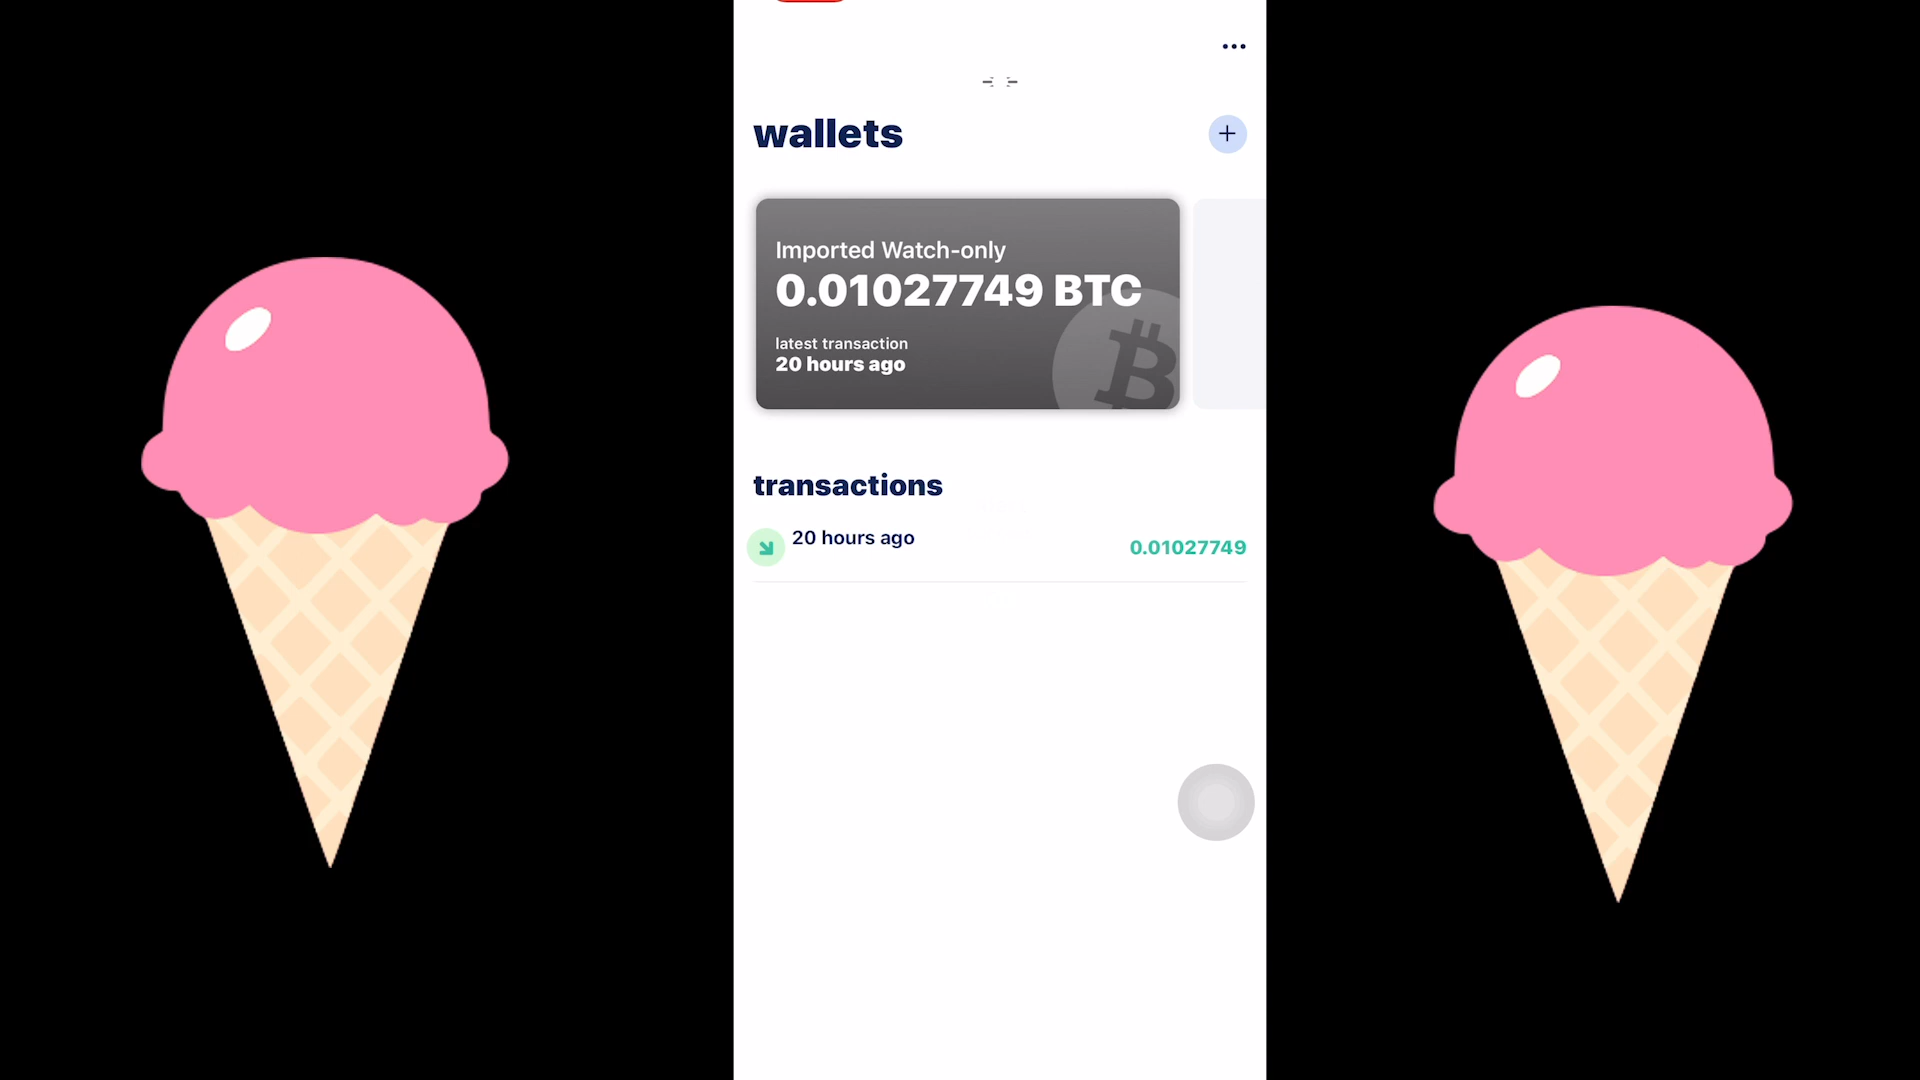 wallets
Imported Watch-only
0.01027749 BTC
latest transaction
20 hours ago
transactions
20 hours ago
0.01027749